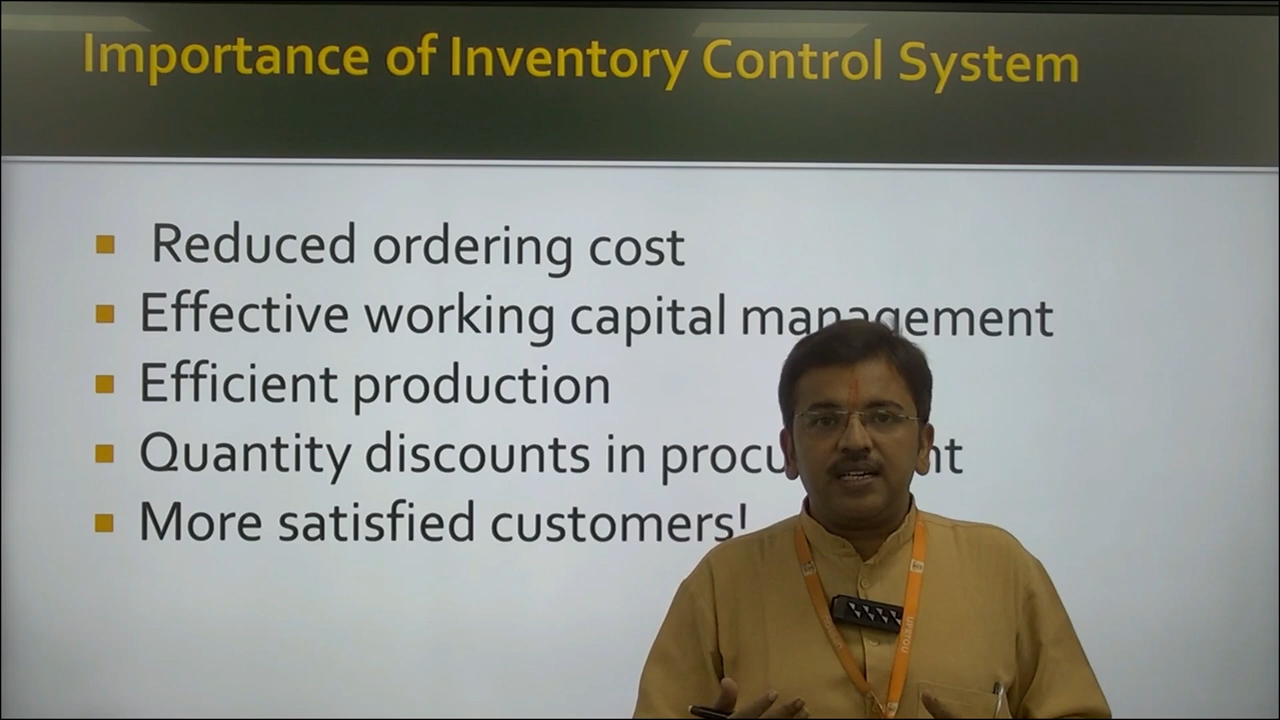 Importance of Inventory Control System
Reduced ordering cost
Effective working capital management
Efficient production
Quantity discounts in
More satisfied customers!